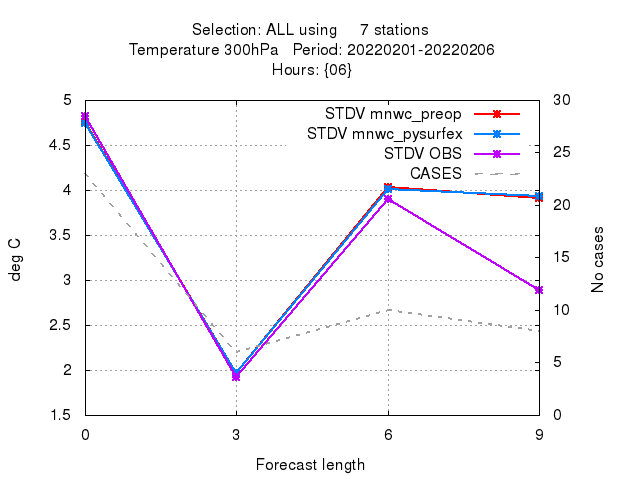 Selection: ALL using 7 stations
Temperature 300hPa Period: 20220201-20220206
Hours: {06}
STDV mnwc_preop
STDV mnwc_pysurfex
STDV OBS
CASES
deg C
5
4.5
4
3.5
3
2.5
2
1.5
30
25
20
15
10
5
0
No cases
0 3 6 9
Forecast length